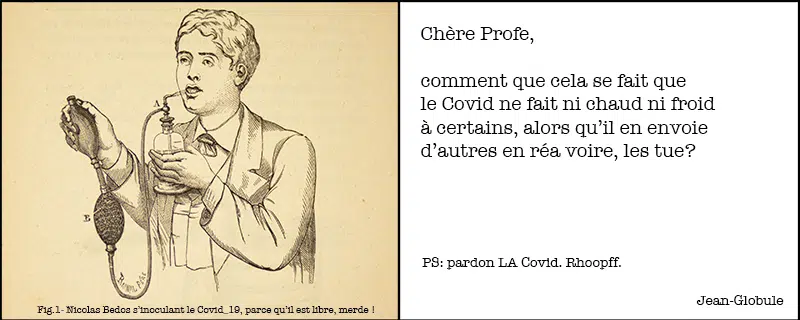 A
B
Fig.1- Nicolas Bedos s'inoculant le Covid_19, parce qu'il est libre, merde !
Chère Profe,
comment que cela se fait que
le Covid ne fait ni chaud ni froid
à certains, alors qu'il en envoie
d'autres en réa voire, les tue?
PS: pardon LA Covid. Rhoopff.
Jean-Globule